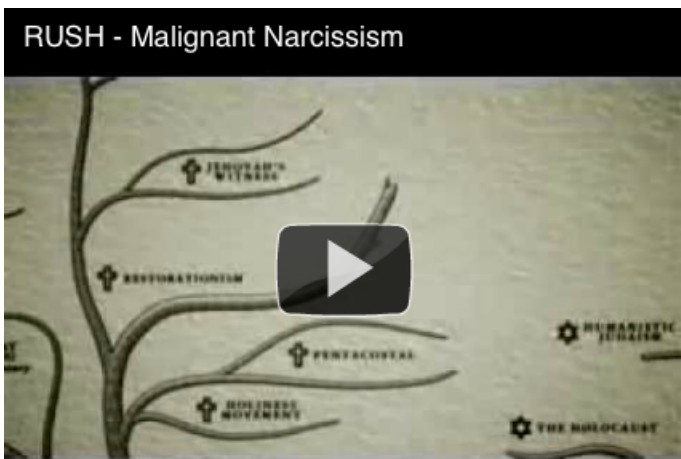 RUSH - Malignant Narcissism
JEHOVAH'S
WITNESS
RESTORATIONISM
HUMANISTIC
JUDAISM
PENTACOSTAL
HOLINESS
MOVEMENT
THE HOLOCAUST